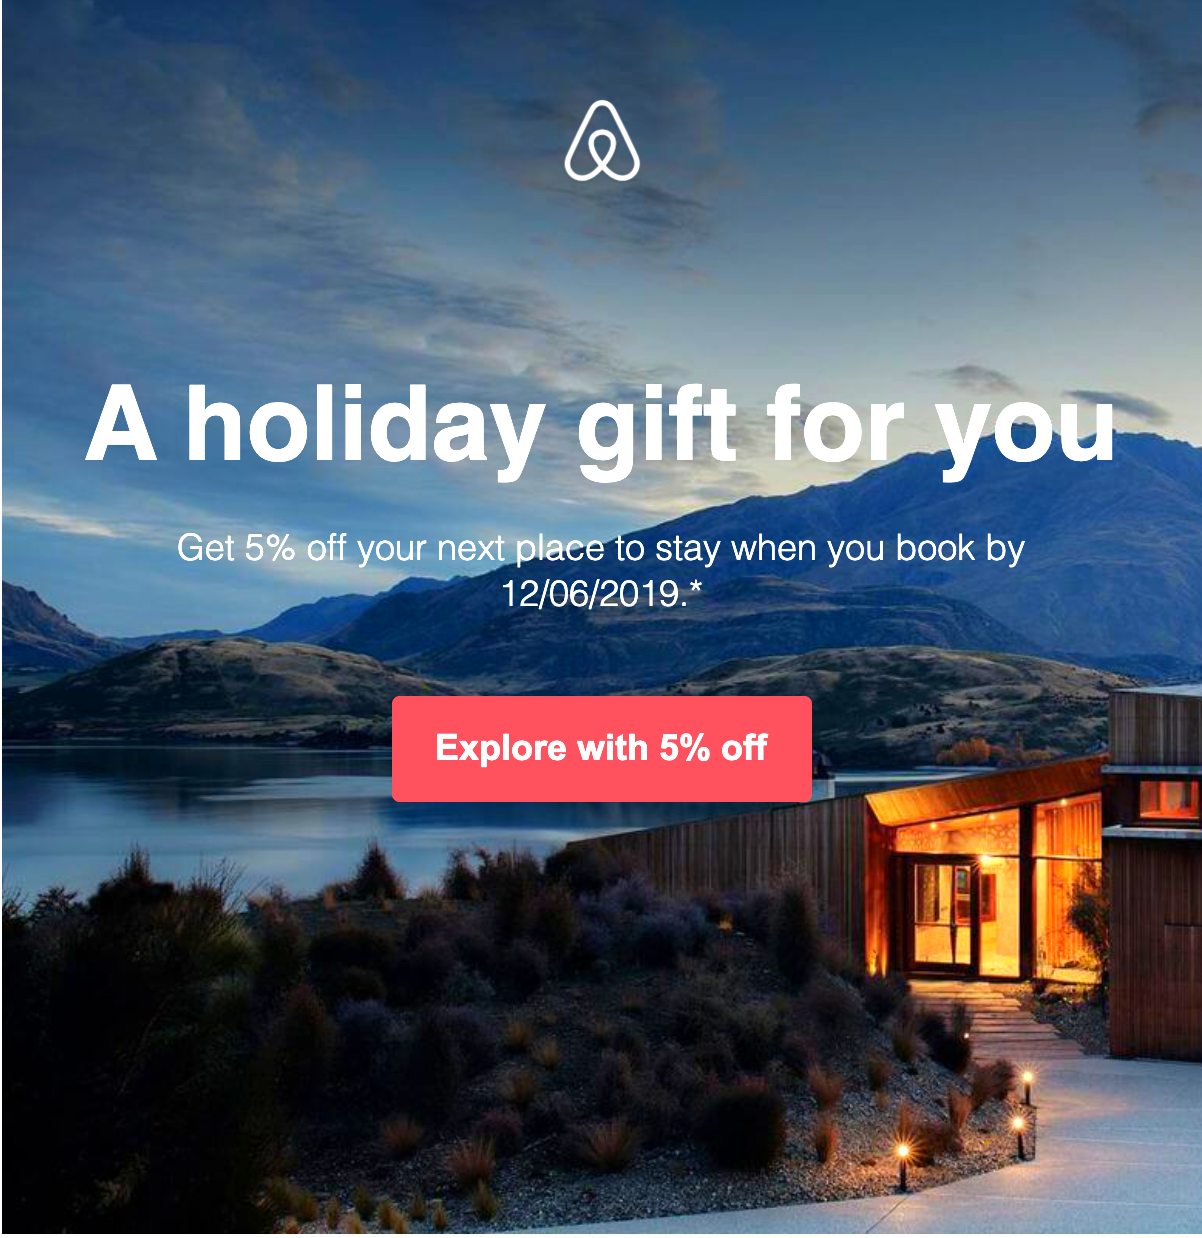 A holiday gift for you
Get 5% off your next place to stay when you book by
12/06/2019.*
Explore with 5% off